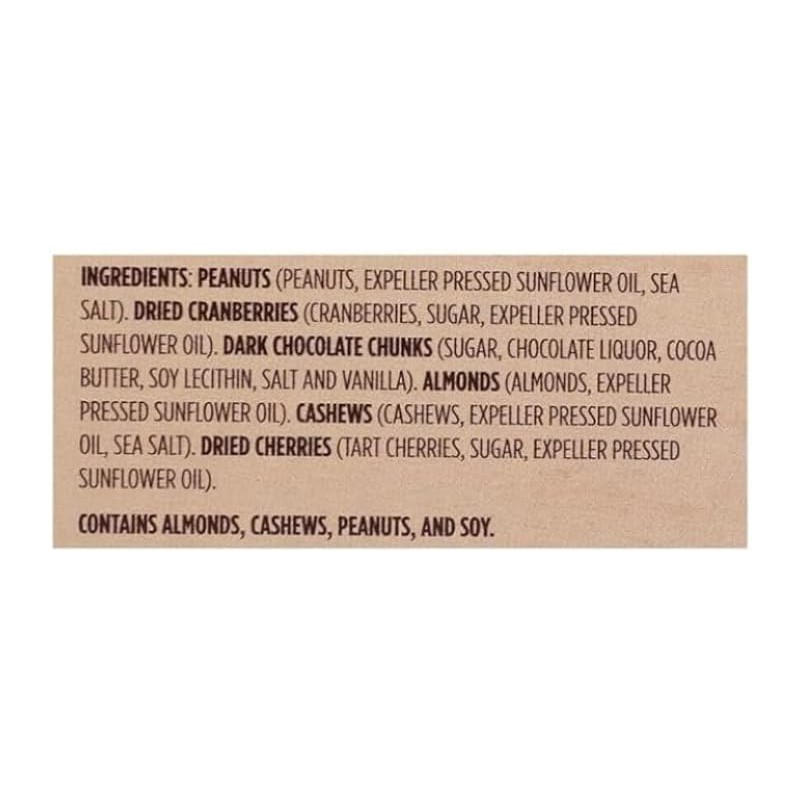 INGREDIENTS: PEANUTS (PEANUTS, EXPELLER PRESSED SUNFLOWER OIL, SEA
SALT). DRIED CRANBERRIES (CRANBERRIES, SUGAR, EXPELLER PRESSED
SUNFLOWER OIL). DARK CHOCOLATE CHUNKS (SUGAR, CHOCOLATE LIQUOR, COCOA
BUTTER, SOY LECITHIN, SALT AND VANILLA). ALMONDS (ALMONDS, EXPELLER
PRESSED SUNFLOWER OIL). CASHEWS (CASHEWS, EXPELLER PRESSED SUNFLOWER
OIL, SEA SALT). DRIED CHERRIES (TART CHERRIES, SUGAR, EXPELLER PRESSED
SUNFLOWER OIL).
CONTAINS ALMONDS, CASHEWS, PEANUTS, AND SOY.